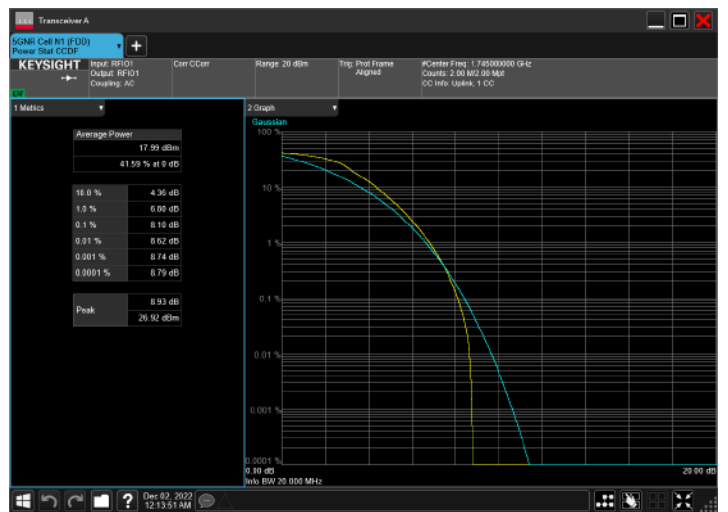 Transceiver A
5GNR Cell N1 (FDD)
Power Stat CCDF
KEYSIGHT
Input: RFIO1
Output: RFIO1
Coupling: AC
Corr CCorr
Range: 20 dBm
Trig: Prot Frame
Aligned
#Center Freq: 1.745000000 GHz
Counts: 2.00 M/2.00 Mpt
CC Info: Uplink, 1 CC
1 Metrics
Average Power
17.99 dBm
41.59 % at 0 dB
10.0 % 4.36 dB
1.0 % 6.60 dB
0.1 % 8.10 dB
0.01 % 8.62 dB
0.001 % 8.74 dB
0.0001 % 8.79 dB
Peak 8.93 dB
26.92 dBm
2 Graph
Gaussian
100 %
10 %
1 %
0.1 %
0.01 %
0.001 %
0.0001 %
0.00 dB
20.00 dB
Info BW 20.000 MHz
?
Dec 02, 2022
12:13:51 AM